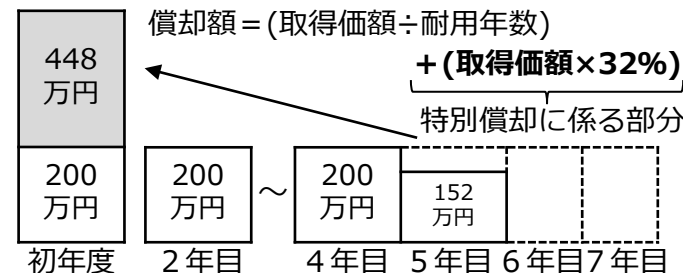 償却額＝(取得価額÷耐用年数)
＋(取得価額×32%)
特別償却に係る部分
448
万円
200
万円
200
万円
～
200
万円
152
万円
初年度
２年目
４年目
５年目
６年目
７年目